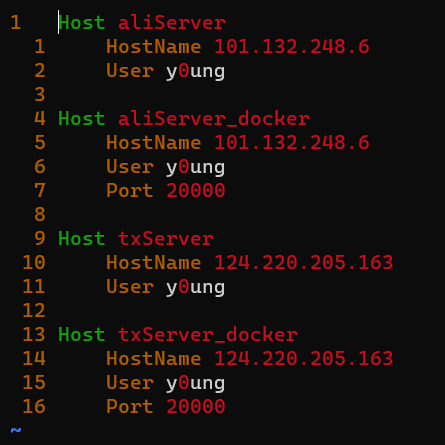 1   Host aliServer
  1     HostName 101.132.248.6
  2     User y0ung
  3
  4 Host aliServer_docker
  5     HostName 101.132.248.6
  6     User y0ung
  7     Port 20000
  8
  9 Host txServer
 10     HostName 124.220.205.163
 11     User y0ung
 12
 13 Host txServer_docker
 14     HostName 124.220.205.163
 15     User y0ung
 16     Port 20000
~